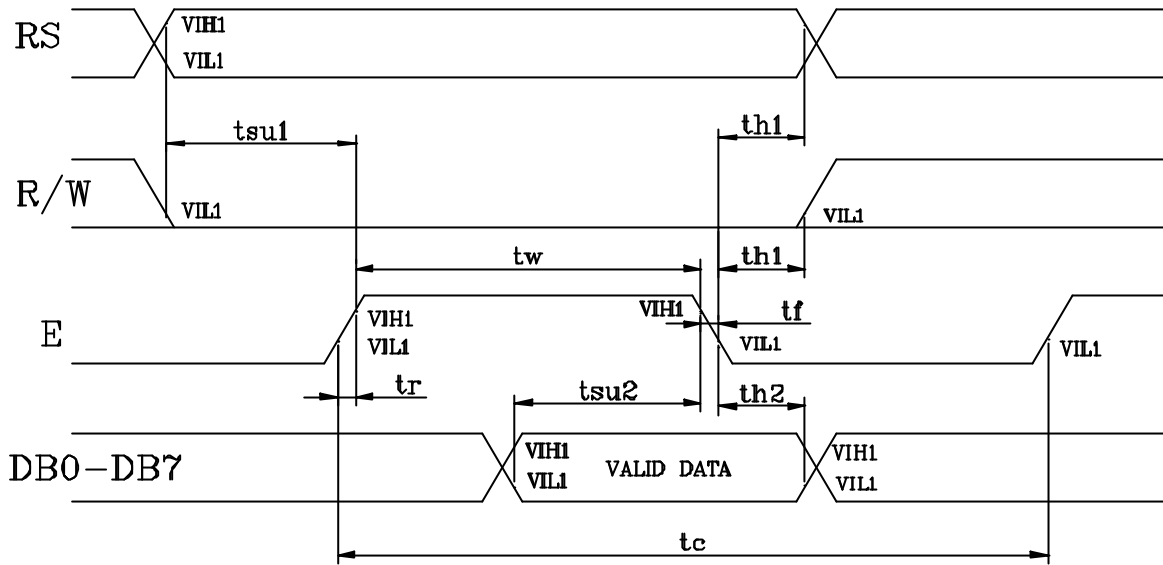 RS
VIH1
VIL1
tsu1
th1
R/W
VIL1
VIL1
tw
th1
E
VIH1
VIL1
VIH1
tf
VIL1
VIL1
tr
tsu2
th2
DB0-DB7
VIH1
VIL1
VALID DATA
VIH1
VIL1
tc